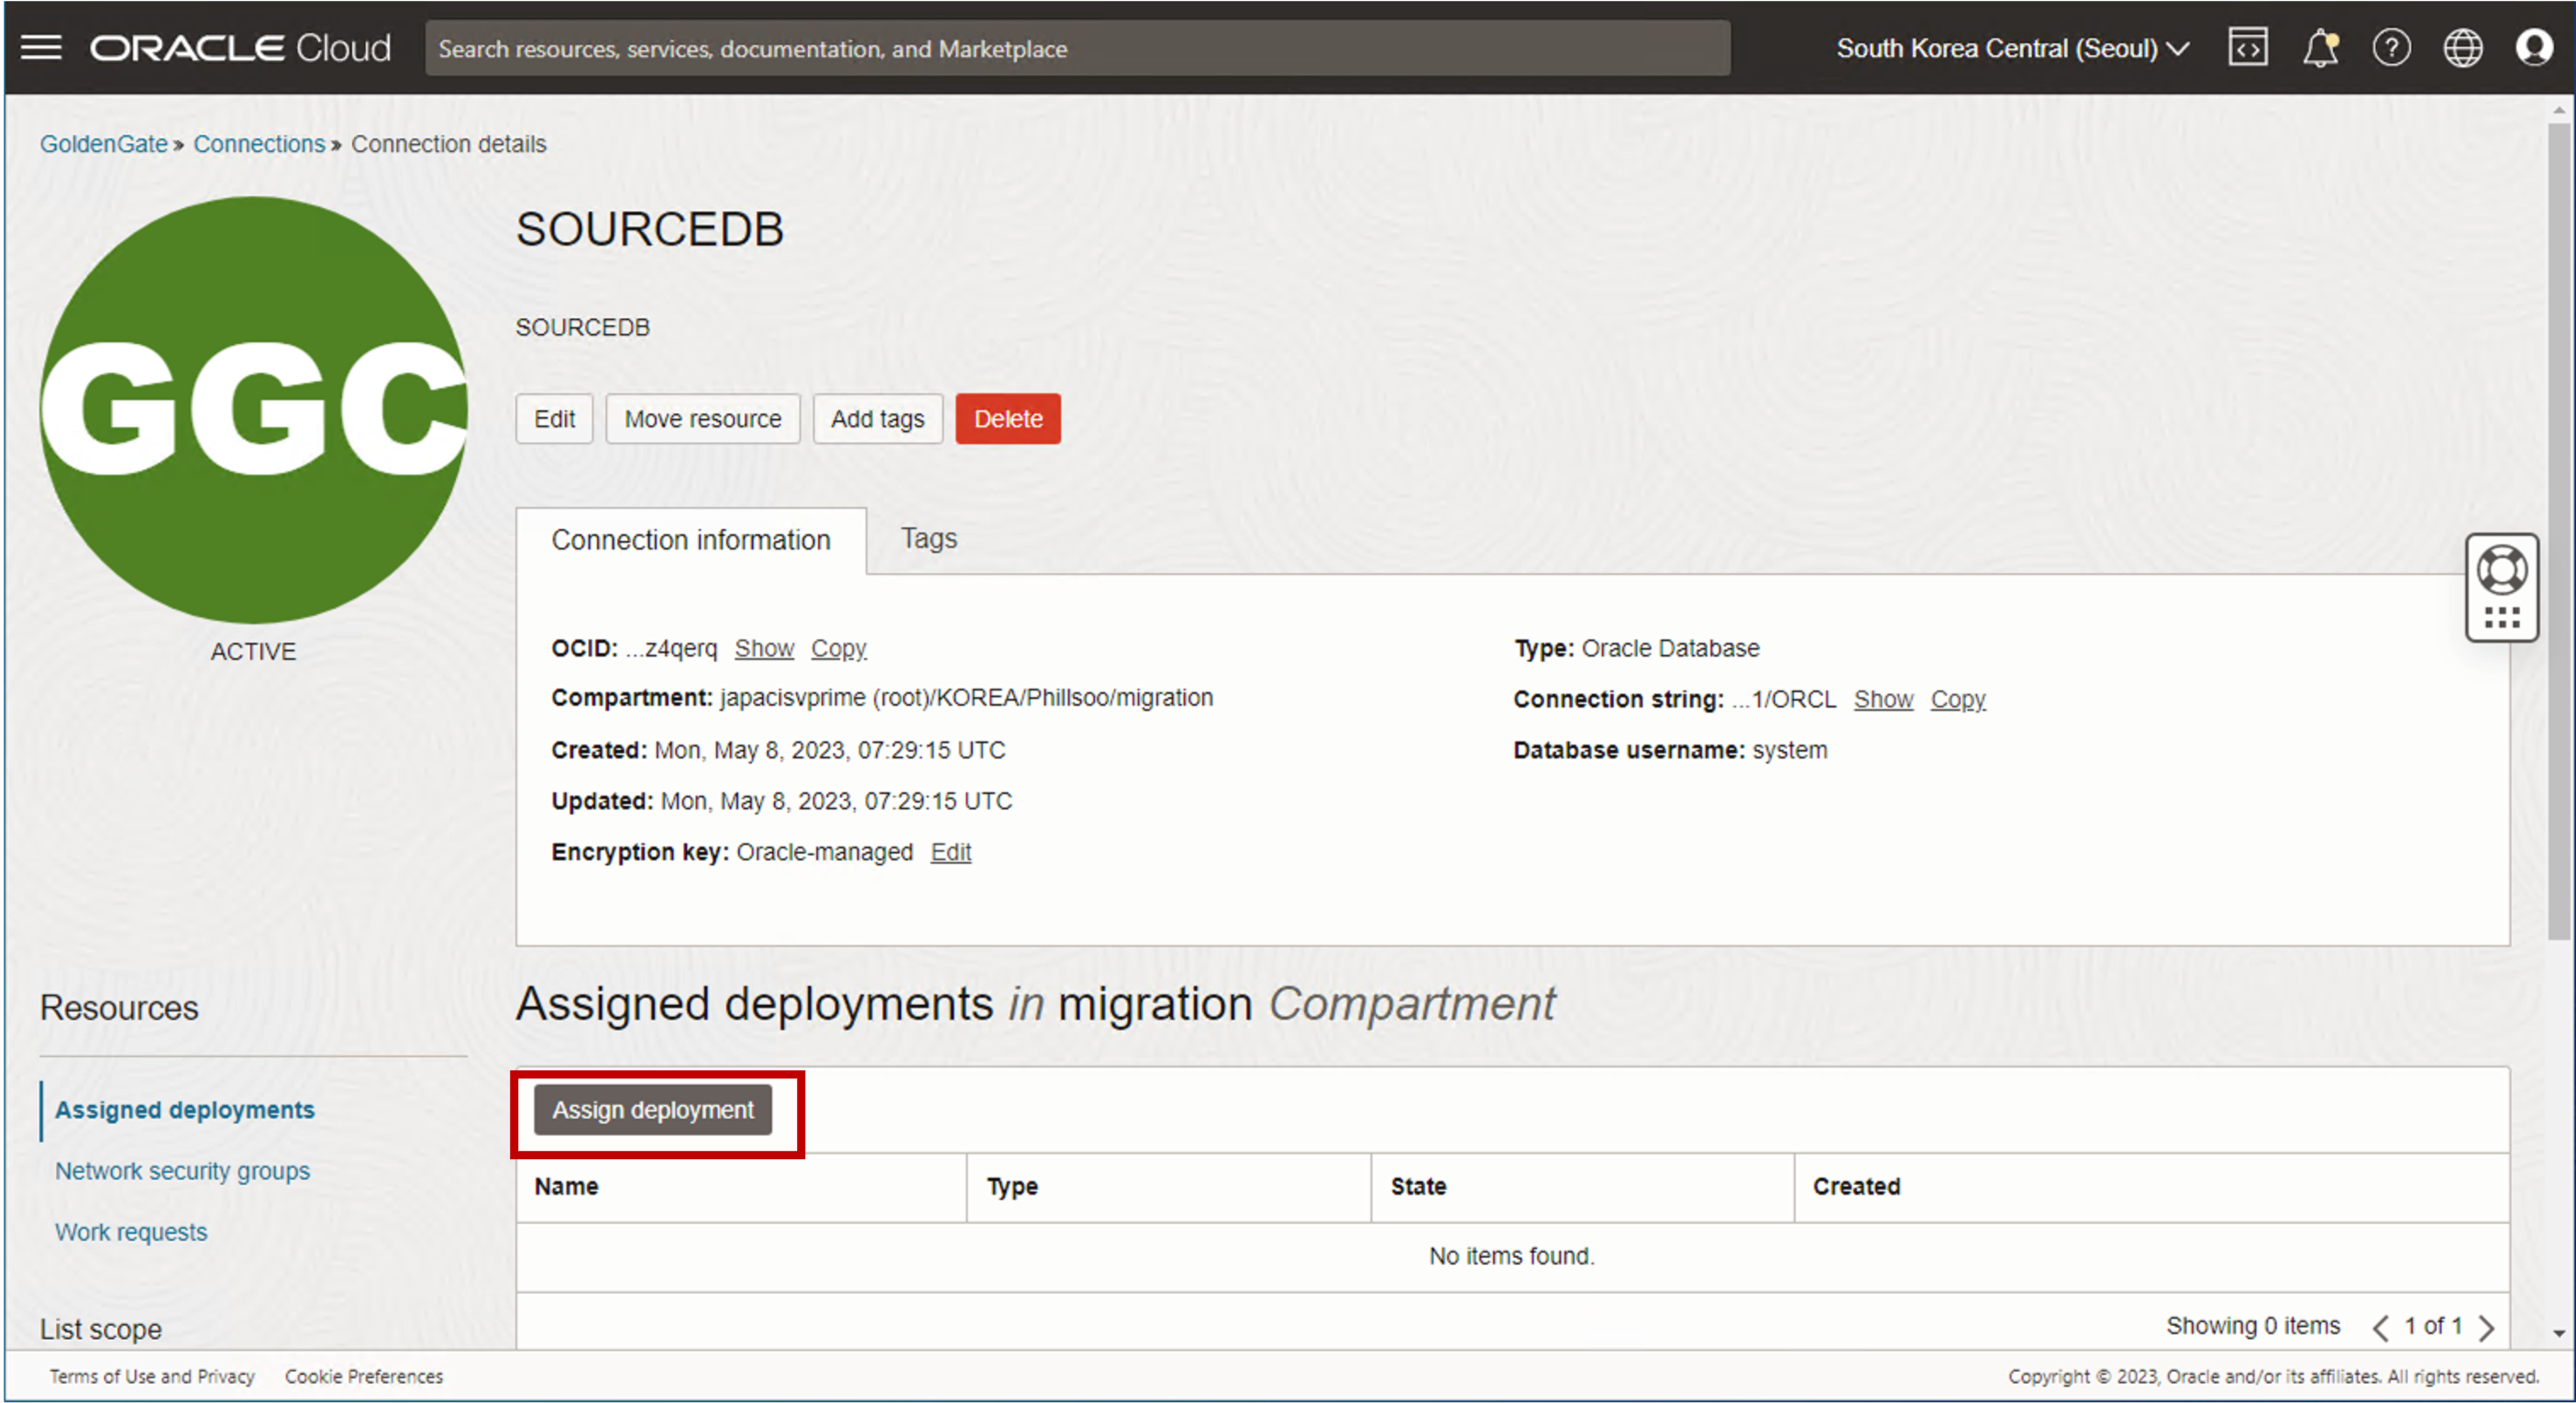 ORACLE Cloud
Search resources, services, documentation, and Marketplace
South Korea Central (Seoul)
GoldenGate » Connections » Connection details
GGC
ACTIVE
SOURCEDB
SOURCEDB
Edit Move resource Add tags Delete
Connection information Tags
OCID: ...z4qerq Show Copy
Compartment: japacisvprime (root)/KOREA/Phillsoo/migration
Created: Mon, May 8, 2023, 07:29:15 UTC
Updated: Mon, May 8, 2023, 07:29:15 UTC
Encryption key: Oracle-managed Edit
Type: Oracle Database
Connection string: ...1/ORCL Show Copy
Database username: system
Resources
Assigned deployments
Network security groups
Work requests
List scope
Assigned deployments in migration Compartment
Assign deployment
Name Type State Created
No items found.
Showing 0 items < 1 of 1 >
Terms of Use and Privacy Cookie Preferences
Copyright © 2023, Oracle and/or its affiliates. All rights reserved.